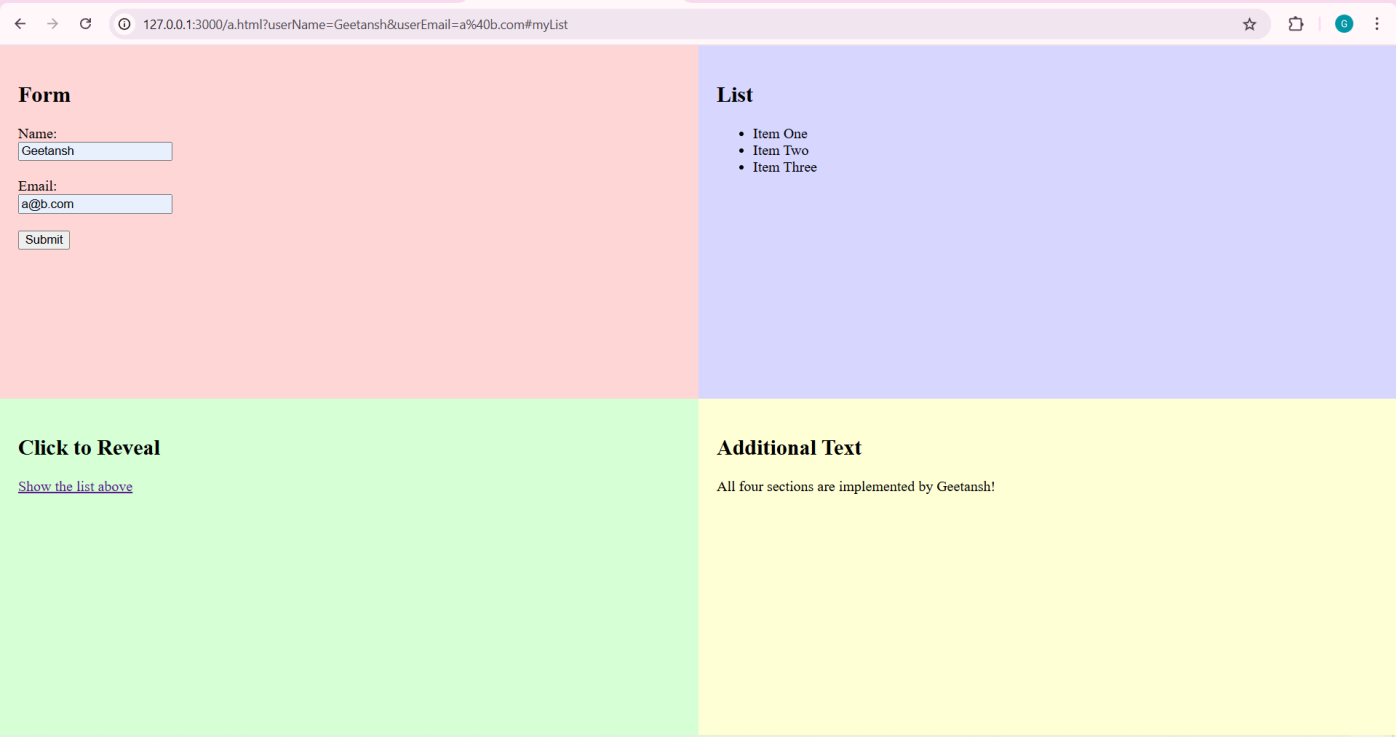 127.0.0.1:3000/a.html?userName=Geetansh&userEmail=a%40b.com#myList
G
Form
Name:
Geetansh
Email:
a@b.com
Submit
List
• Item One
• Item Two
• Item Three
Click to Reveal
Show the list above
Additional Text
All four sections are implemented by Geetansh!